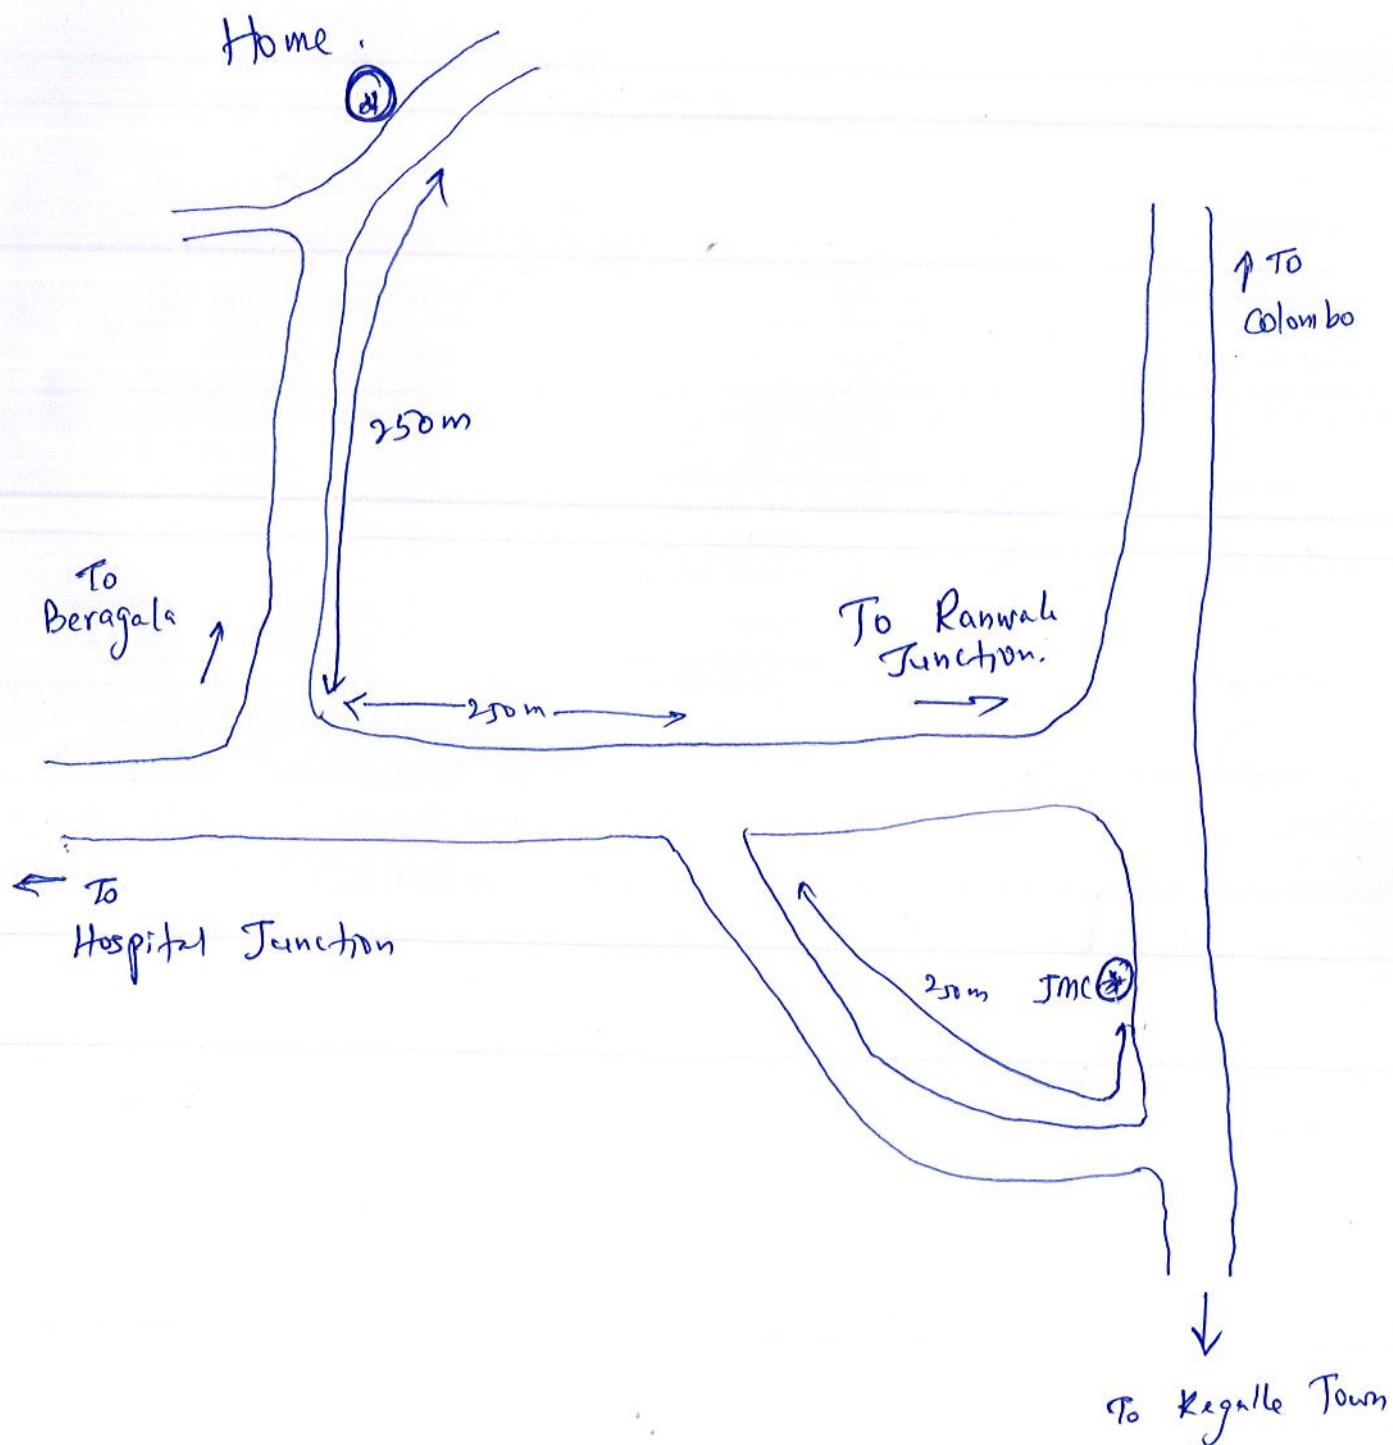 Home.
↑ To
Colombo
250m
To
Beragala
To Ranwala
Junction.
250m
← To
Hospital Junction
250m JMC
To Kegalle Town